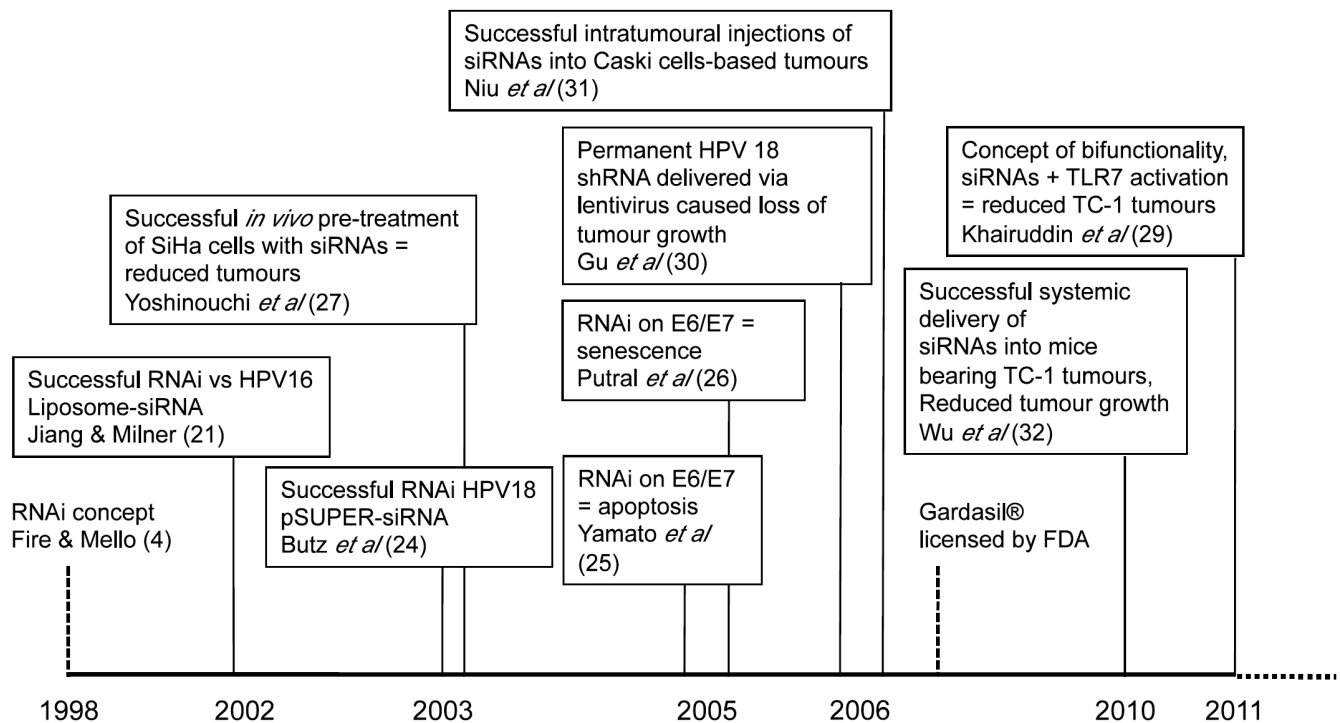 Successful intratumoural injections of
siRNAs into Caski cells-based tumours
Niu et al (31)
Permanent HPV 18
shRNA delivered via
lentivirus caused loss of
tumour growth
Gu et al (30)
Concept of bifunctionality,
siRNAs + TLR7 activation
= reduced TC-1 tumours
Khairuddin et al (29)
Successful in vivo pre-treatment
of SiHa cells with siRNAs =
reduced tumours
Yoshinouchi et al (27)
Successful systemic
delivery of
siRNAs into mice
bearing TC-1 tumours,
Reduced tumour growth
Wu et al (32)
RNAi on E6/E7 =
senescence
Putral et al (26)
Successful RNAi vs HPV16
Liposome-siRNA
Jiang & Milner (21)
Successful RNAi HPV18
pSUPER-siRNA
Butz et al (24)
RNAi on E6/E7
= apoptosis
Yamato et al
(25)
RNAi concept
Fire & Mello (4)
Gardasil®
licensed by FDA
1998 2002 2003 2005 2006 2010 2011